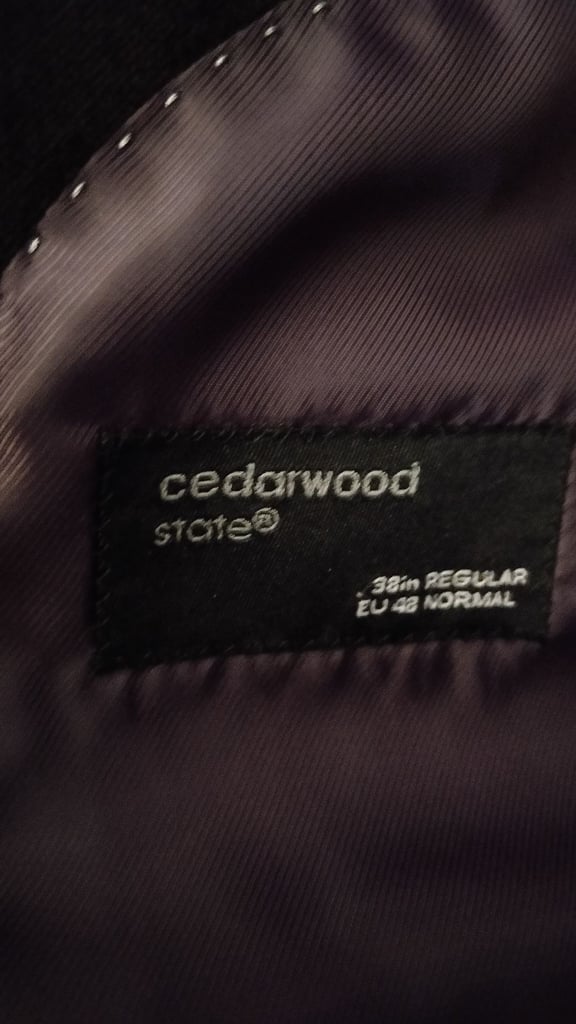 cedarwood
state®
38in REGULAR
EU 48 NORMAL